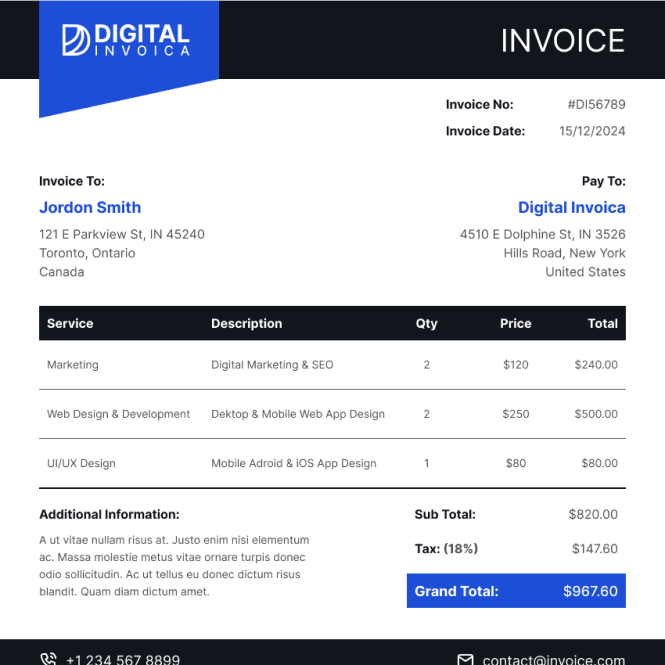 DIGITAL
INVOICA
INVOICE
Invoice No: #DI56789
Invoice Date: 15/12/2024
Invoice To:
Jordon Smith
121 E Parkview St, IN 45240
Toronto, Ontario
Canada
Pay To:
Digital Invoica
4510 E Dolphine St, IN 3526
Hills Road, New York
United States
Service Description Qty Price Total
Marketing Digital Marketing & SEO 2 $120 $240.00
Web Design & Development Dektop & Mobile Web App Design 2 $250 $500.00
UI/UX Design Mobile Adroid & iOS App Design 1 $80 $80.00
Additional Information:
A ut vitae nullam risus at. Justo enim nisi elementum
ac. Massa molestie metus vitae ornare turpis donec
odio sollicitudin. Ac ut tellus eu donec dictum risus
blandit. Quam diam dictum amet.
Sub Total: $820.00
Tax: (18%) $147.60
Grand Total: $967.60
+1 234 567 8899
contact@invoice.com